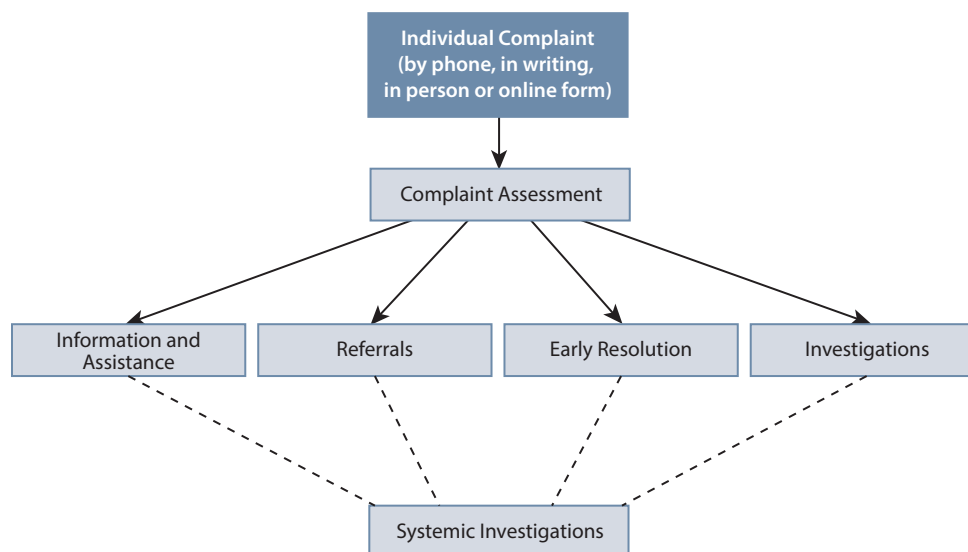 Individual Complaint
(by phone, in writing,
in person or online form)
Complaint Assessment
Information and
Assistance
Referrals
Early Resolution
Investigations
Systemic Investigations